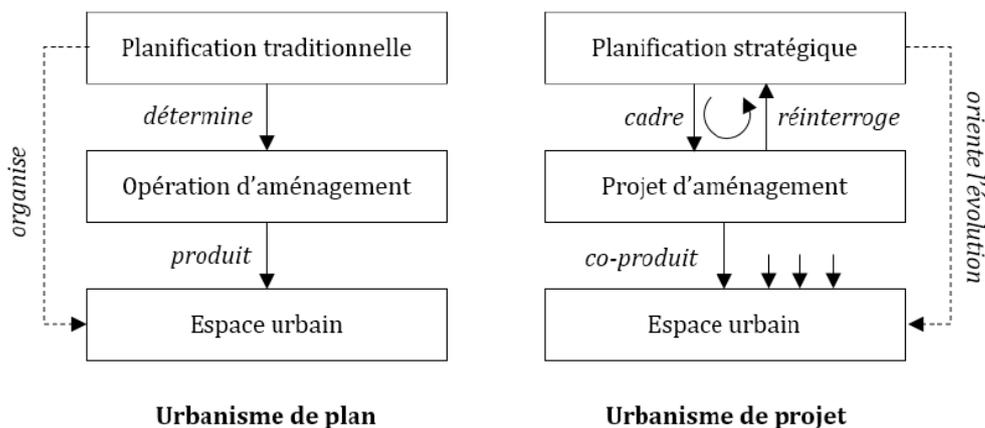 Planification traditionnelle
détermine
organise
Opération d'aménagement
produit
Espace urbain
Urbanisme de plan
Planification stratégique
cadre
réinterroge
oriente l'évolution
Projet d'aménagement
co-produit
Espace urbain
Urbanisme de projet